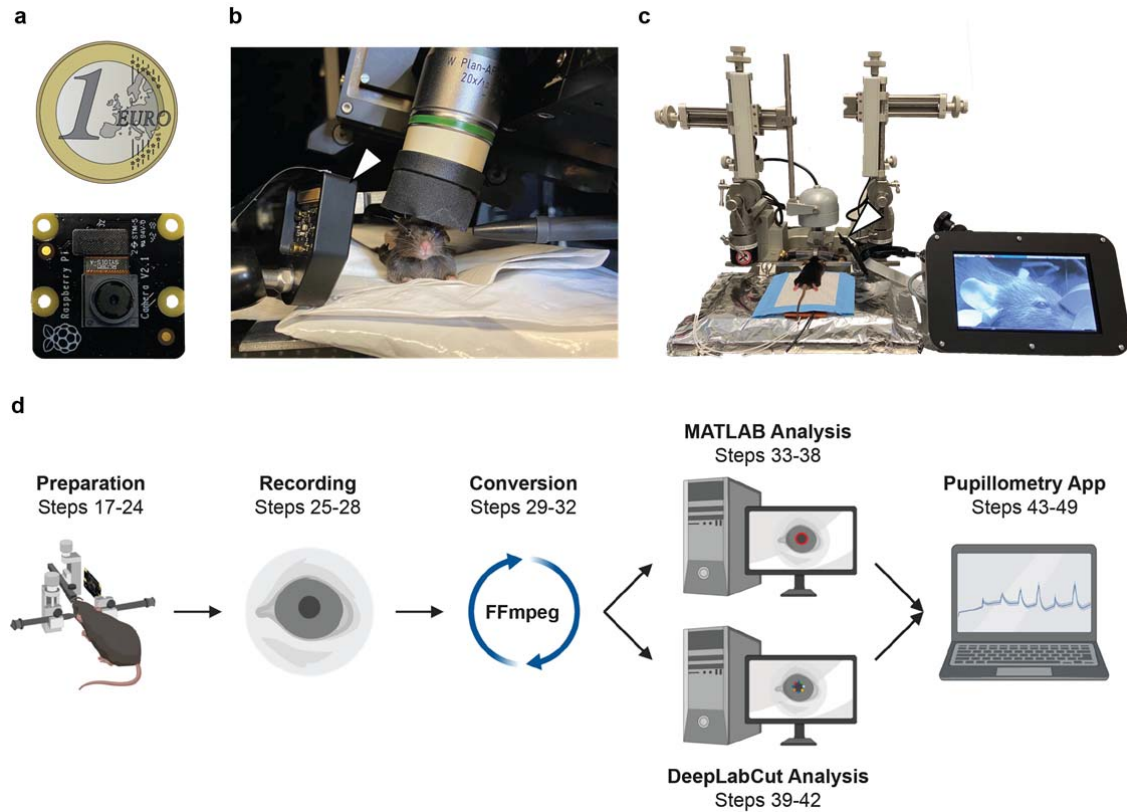 a
b
c
1
EURO
W Plan-AP
20x/
Raspberry Pi
Camera V2.1
d
Preparation
Steps 17-24
Recording
Steps 25-28
Conversion
Steps 29-32
FFmpeg
MATLAB Analysis
Steps 33-38
DeepLabCut Analysis
Steps 39-42
Pupillometry App
Steps 43-49